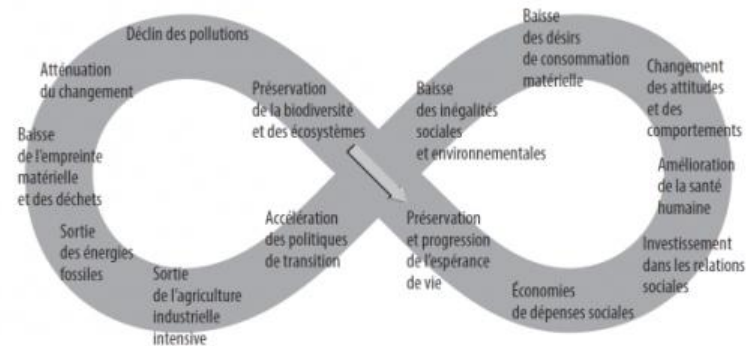 Déclin des pollutions
Atténuation
du changement
Baisse
de l'empreinte
matérielle
et des déchets
Sortie
des énergies
fossiles
Sortie
de l'agriculture
industrielle
intensive
Accélération
des politiques
de transition
Préservation
de la biodiversité
et des écosystèmes
Baisse
des inégalités
sociales
et environnementales
Baisse
des désirs
de consommation
matérielle
Changement
des attitudes
et des
comportements
Amélioration
de la santé
humaine
Investissement
dans les relations
sociales
Économies
de dépenses sociales
Préservation
et progression
de l'espérance
de vie